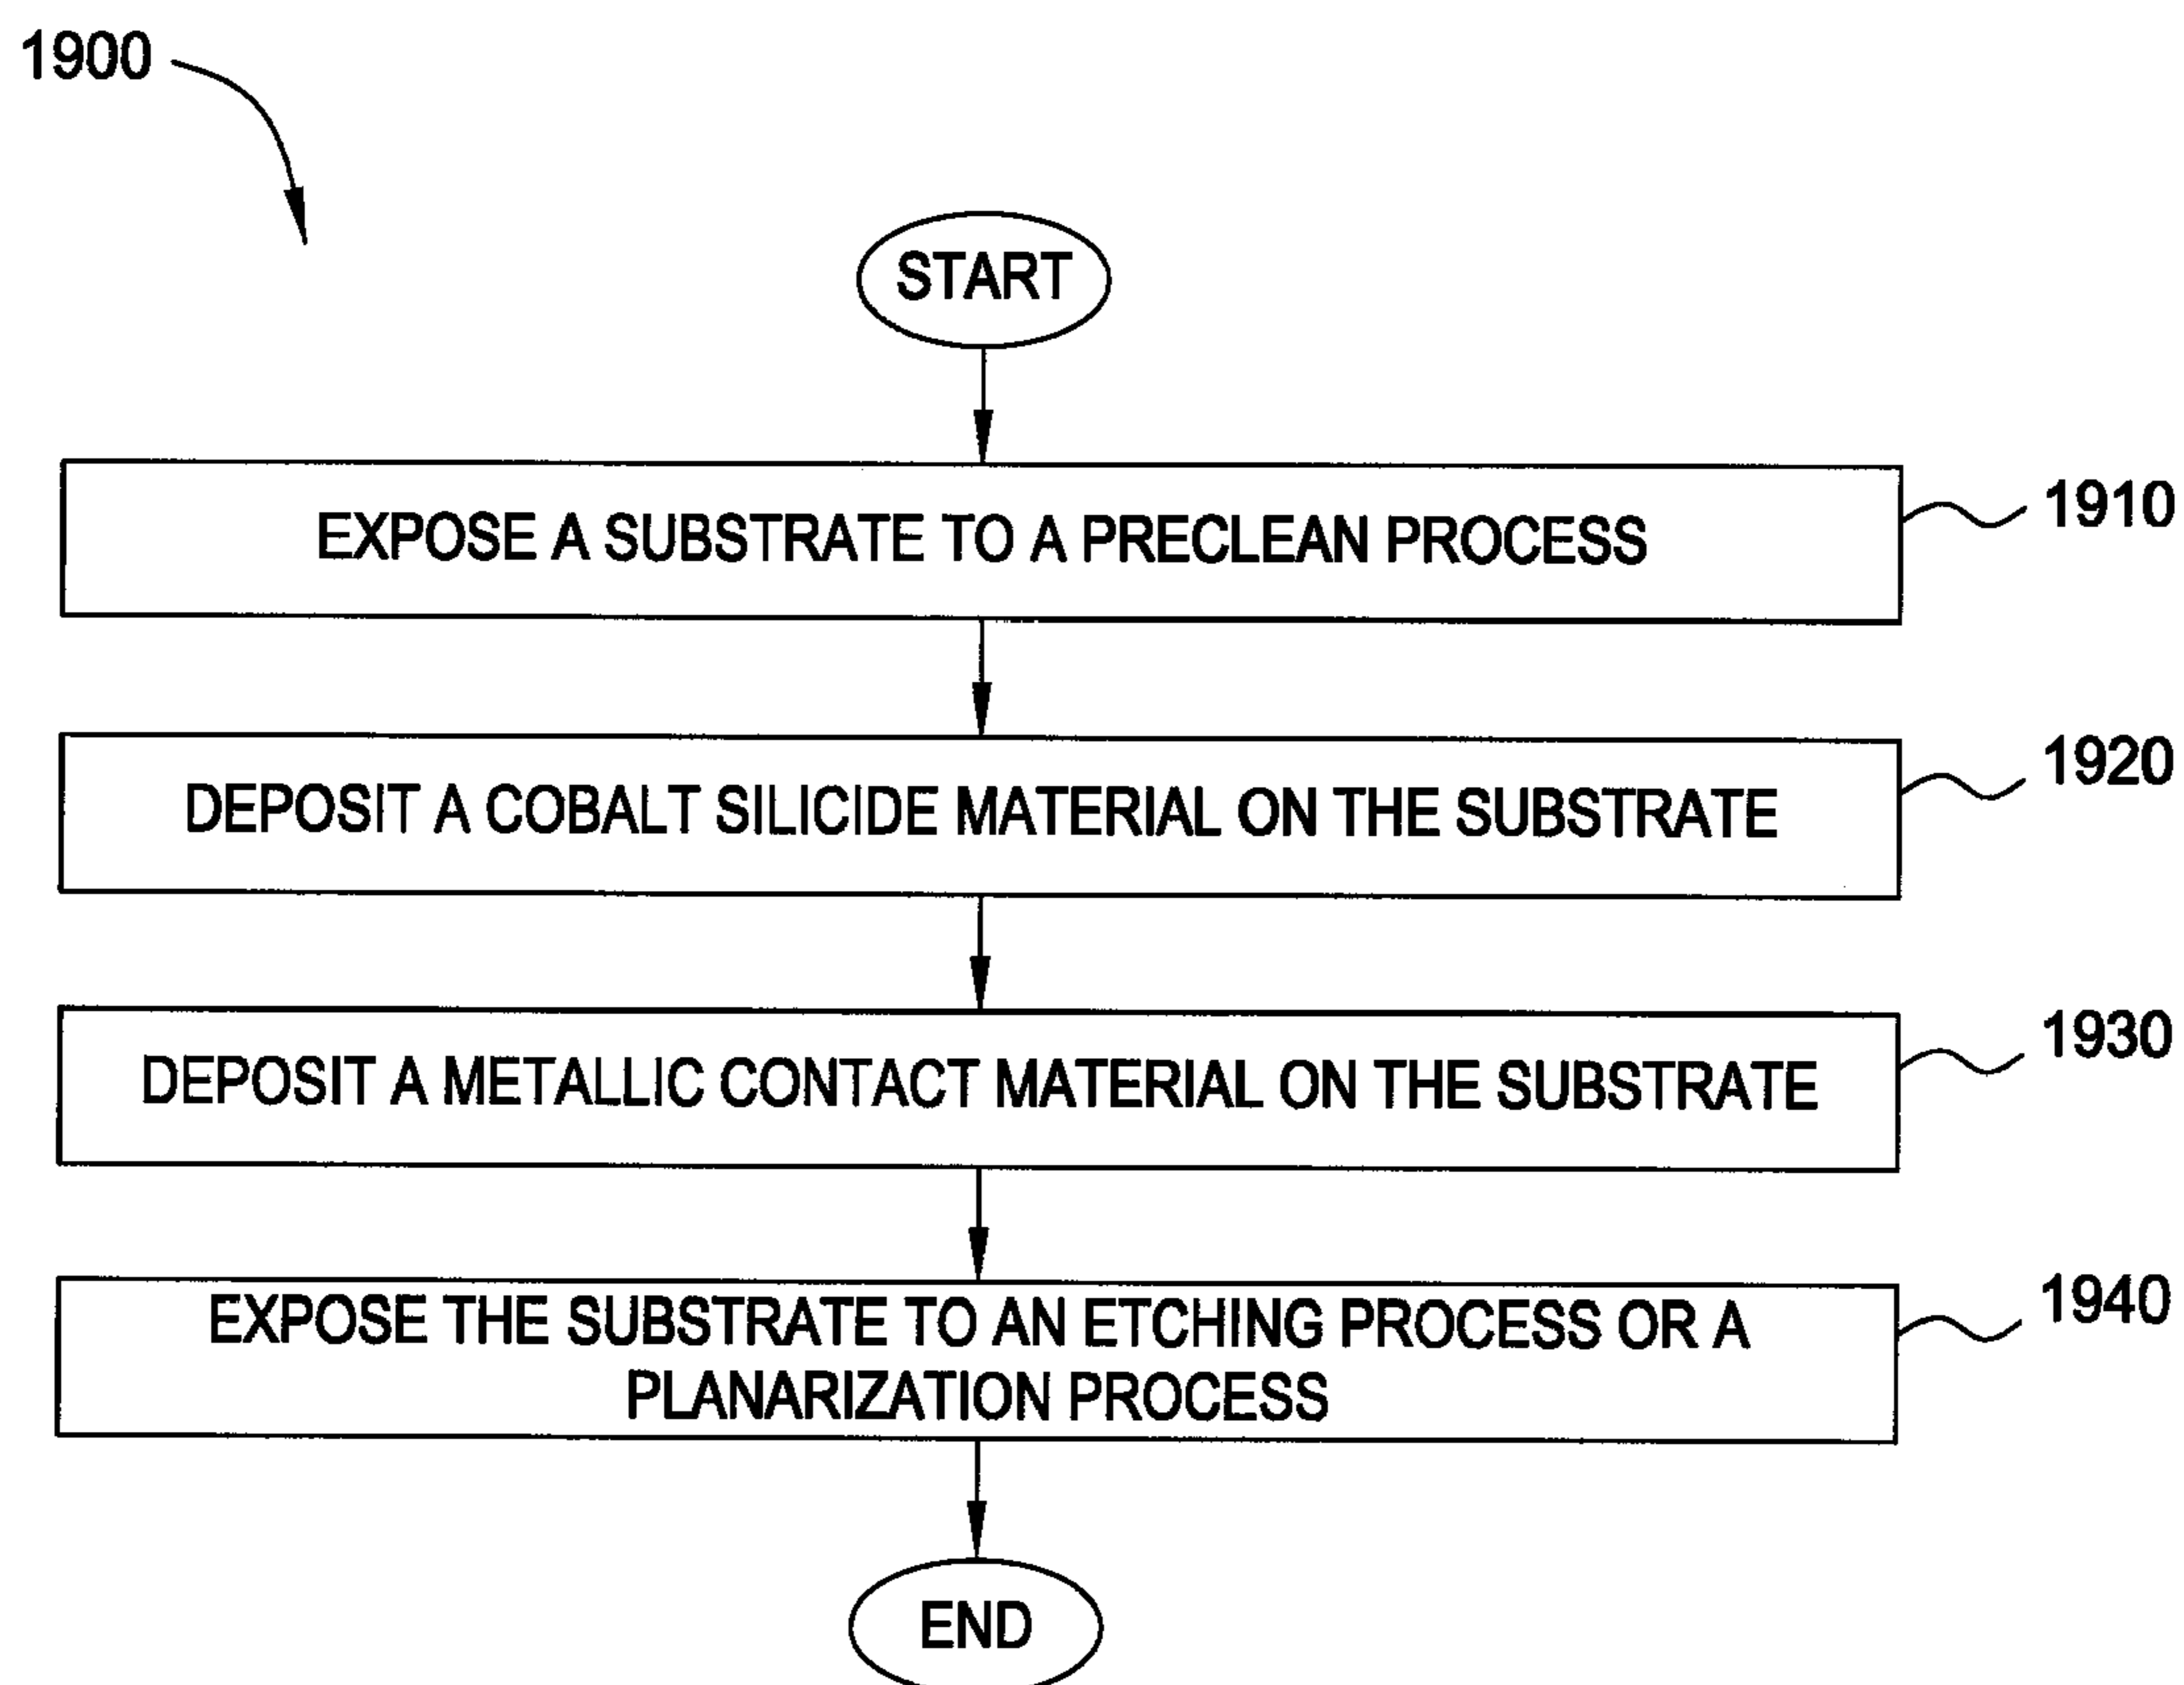 1900
START
EXPOSE A SUBSTRATE TO A PRECLEAN PROCESS
1910
DEPOSIT A COBALT SILICIDE MATERIAL ON THE SUBSTRATE
1920
DEPOSIT A METALLIC CONTACT MATERIAL ON THE SUBSTRATE
1930
EXPOSE THE SUBSTRATE TO AN ETCHING PROCESS OR A
PLANARIZATION PROCESS
1940
END